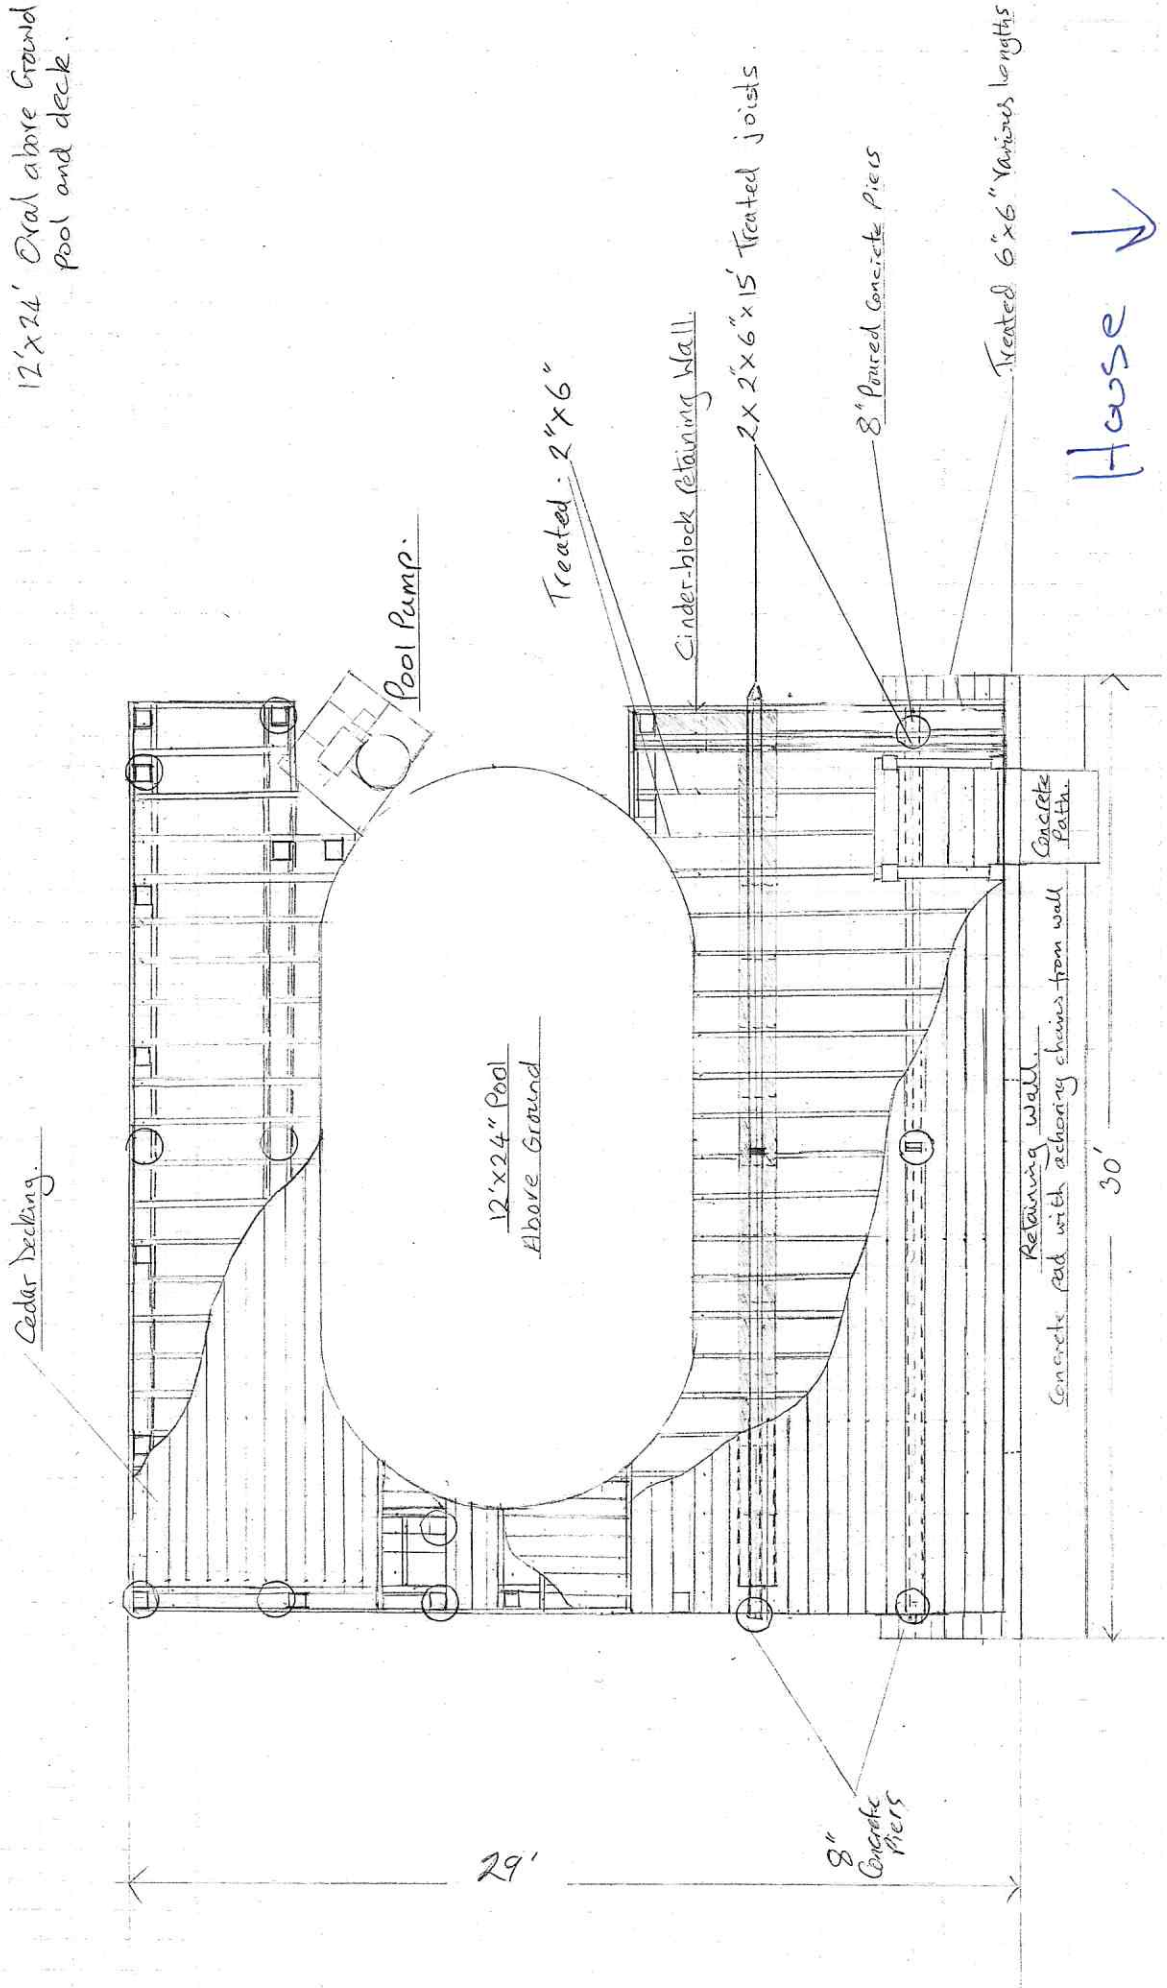 12'x24' Oval above Ground
Pool and deck.
Cedar Decking.
Pool Pump.
Treated. 2"x6"
Cinder-block Retaining Wall.
2x 2"x6"x15' Treated joists.
8" Poured Concrete Piers
Treated 6"x6" Various Lengths
House ↓
12'x24" Pool
Above Ground
Concrete
Path.
Retaining Wall.
Concrete pad with achoring chains from wall
30'
29'
8"
Concrete
Piers